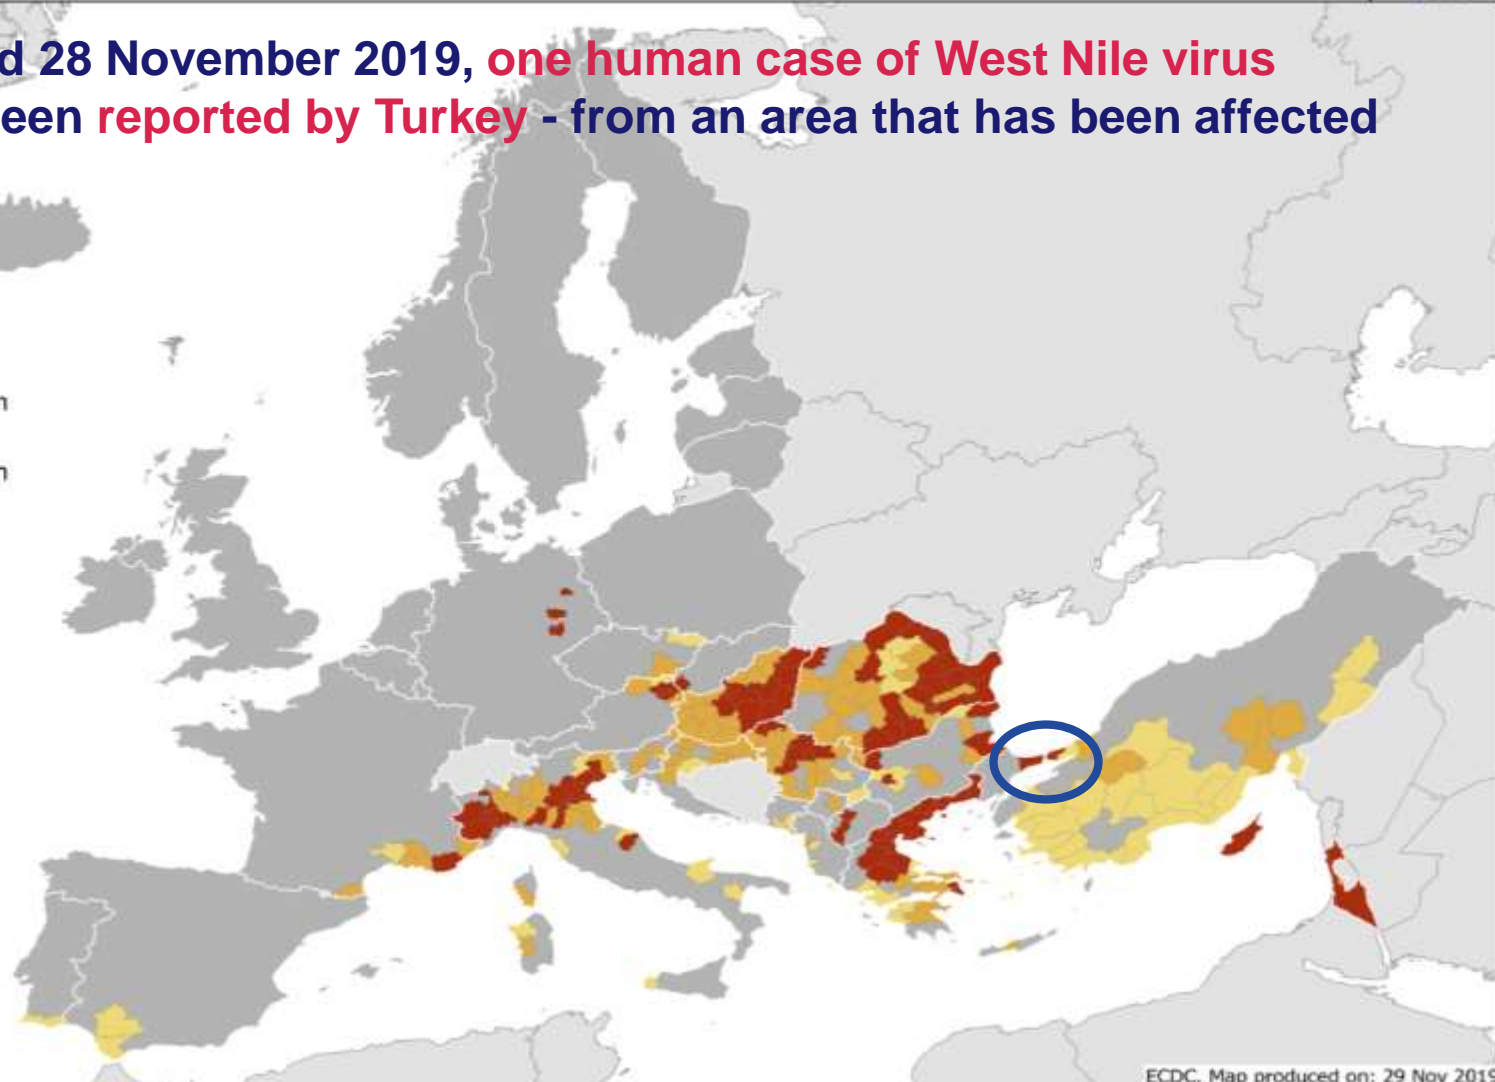 d 28 November 2019, one human case of West Nile virus
een reported by Turkey - from an area that has been affected
n
n
ECDC. Map produced on: 29 Nov 2019